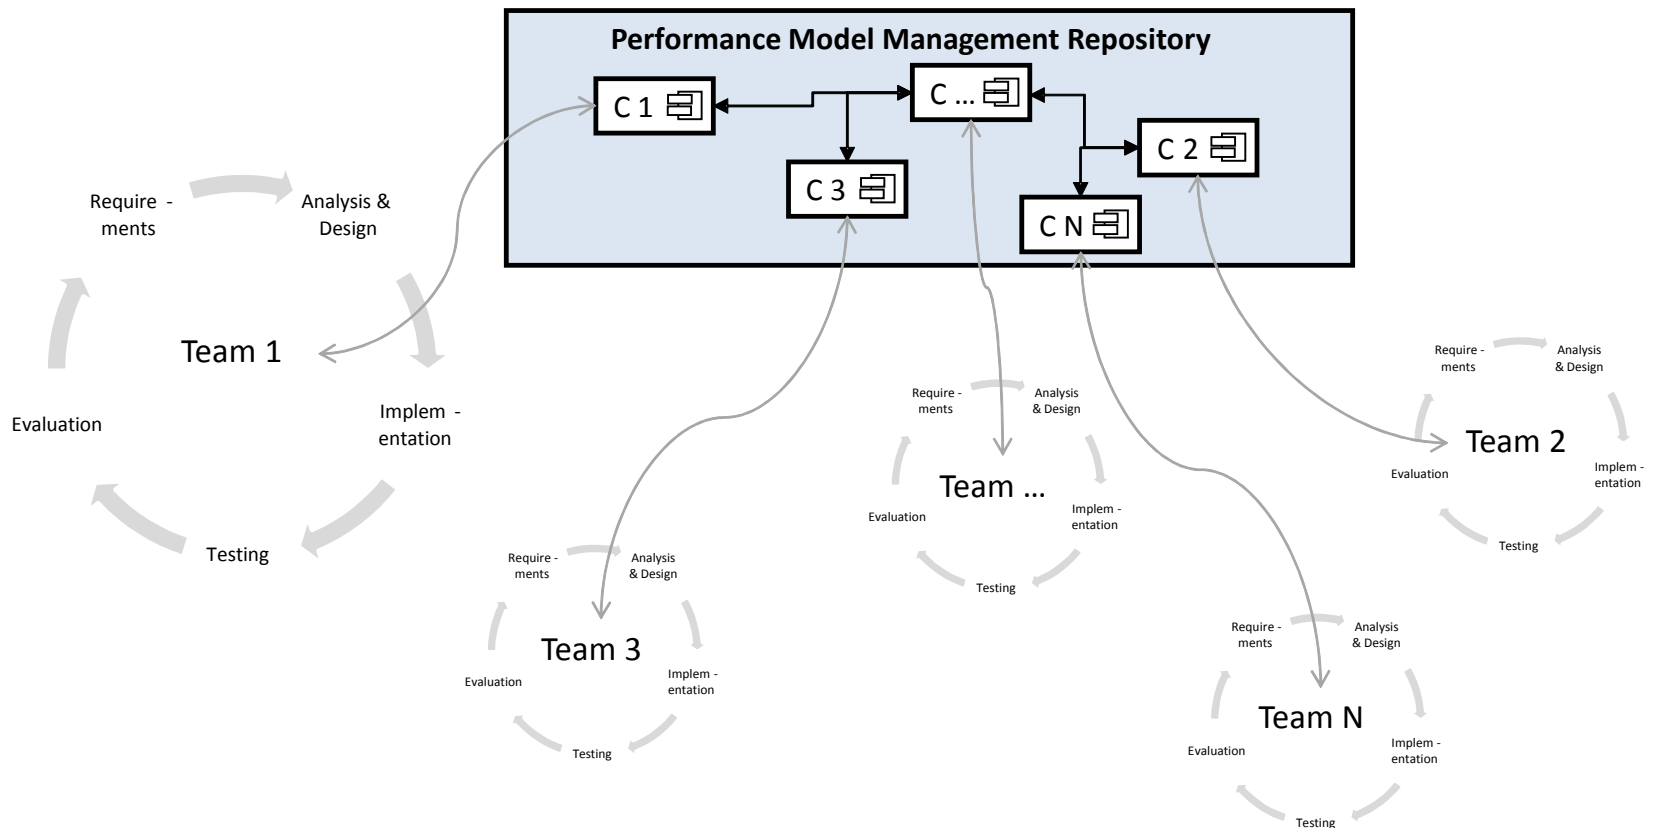 Performance Model Management Repository
C 1
C ...
C 3
C 2
C N
Require -
ments
Analysis &
Design
Team 1
Evaluation
Implem -
entation
Testing
Require -
ments
Analysis
& Design
Team 3
Evaluation
Implem -
entation
Testing
Require -
ments
Analysis
& Design
Team ...
Evaluation
Implem -
entation
Testing
Require -
ments
Analysis
& Design
Team 2
Evaluation
Implem -
entation
Testing
Require -
ments
Analysis
& Design
Team N
Evaluation
Implem -
entation
Testing